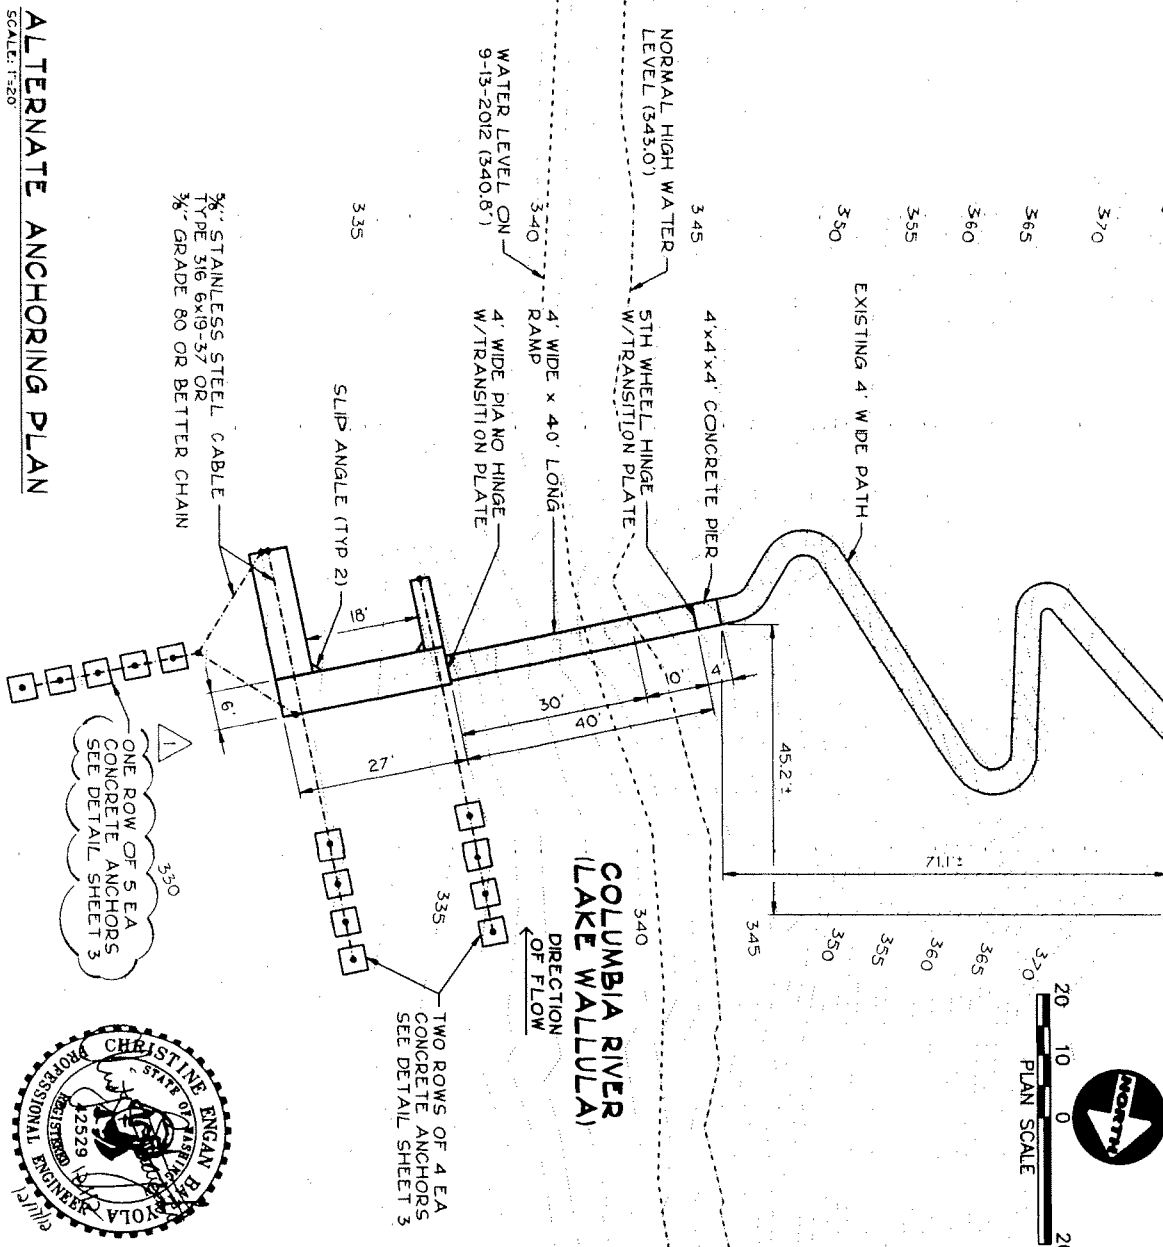 ALTERNATE ANCHORING PLAN
SCALE: 1"=20'
NORMAL HIGH WATER
LEVEL (343.0')
WATER LEVEL ON
9-13-2012 (340.8')
335
340
345
350
355
360
365
370
EXISTING 4' WIDE PATH
4'x4'x4' CONCRETE PIER
5TH WHEEL HINGE
W/TRANSITION PLATE
4' WIDE x 40' LONG
RAMP
4' WIDE PIANO HINGE
W/TRANSITION PLATE
SLIP ANGLE (TYP 2)
STAINLESS STEEL CABLE
TYPE 316 6x19-37 OR
GRADE 80 OR BETTER CHAIN
18'
6'
27'
30'
10'
4'
40'
45.2'±
71.1'±
1
ONE ROW OF 5 EA
CONCRETE ANCHORS
SEE DETAIL SHEET 3
330
335
340
345
350
355
360
365
370
COLUMBIA RIVER
(LAKE WALLULA)
DIRECTION
OF FLOW
TWO ROWS OF 4 EA
CONCRETE ANCHORS
SEE DETAIL SHEET 3
20 10 0 20
PLAN SCALE
NORTH
CHRISTINE ENGAN
STATE OF WASHINGTON
42529
REGISTERED
PROFESSIONAL ENGINEER